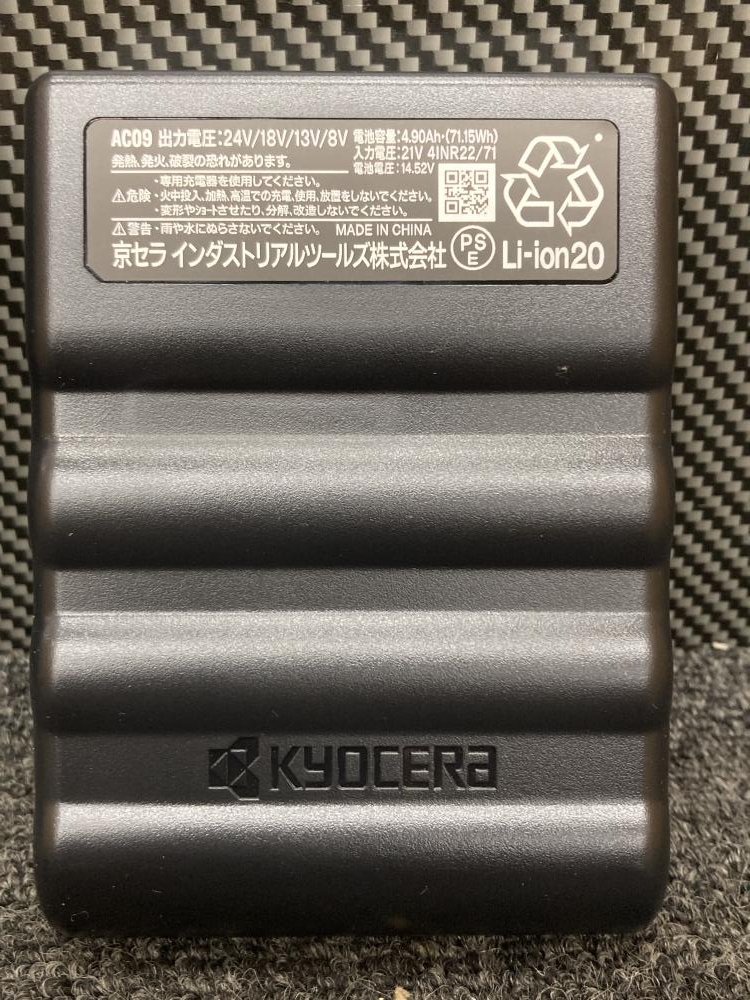 AC09 出力電圧:24V/18V/13V/8V
電池容量:4.90Ah・(71.15Wh)
入力電圧:21V 4INR22/71
電池電圧:14.52V
発熱、発火、破裂の恐れがあります。
⚠危険
・専用充電器を使用してください。
・火中投入、加熱、高温での充電、使用、放置をしないでください。
・変形やショートさせたり、分解、改造しないでください。
⚠警告・雨や水にぬらさないでください。 MADE IN CHINA
京セラ インダストリアルツールズ株式会社 PSE Li-ion20
KYOCERA